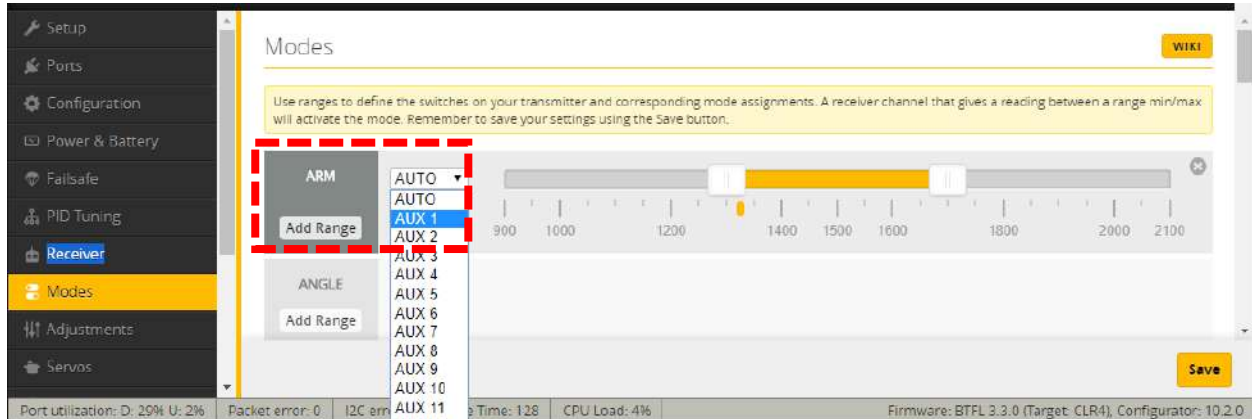 Setup
Ports
Configuration
Power & Battery
Failsafe
PID Tuning
Receiver
Modes
Adjustments
Servos
Modes
WIKI
Use ranges to define the switches on your transmitter and corresponding mode assignments. A receiver channel that gives a reading between a range min/max
will activate the mode. Remember to save your settings using the Save button.
ARM
Add Range
AUTO
AUTO
AUX 1
AUX 2
AUX 3
AUX 4
AUX 5
AUX 6
AUX 7
AUX 8
AUX 9
AUX 10
AUX 11
900 1000 1200 1400 1500 1600 1800 2000 2100
ANGLE
Add Range
Save
Port utilization: D: 29% U: 2% Packet error: 0 I2C err e Time: 128 CPU Load: 4% Firmware: BTFL 3.3.0 (Target: CLR4), Configurator: 10.2.0